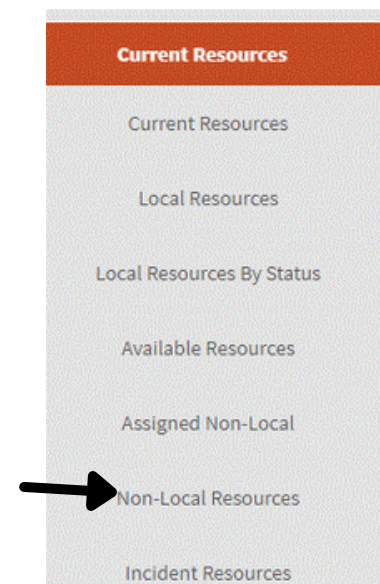 Current Resources
Current Resources
Local Resources
Local Resources By Status
Available Resources
Assigned Non-Local
Non-Local Resources
Incident Resources